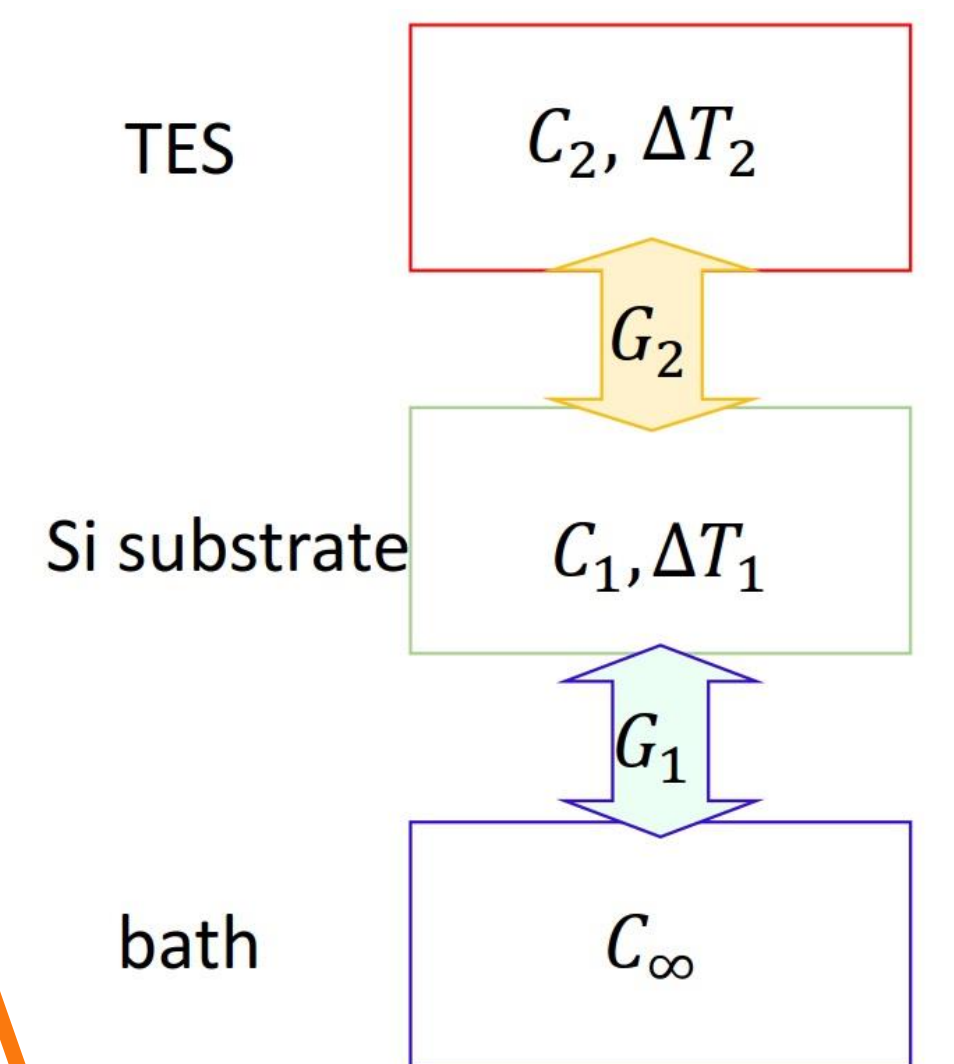 TES
C₂, ΔT₂
G₂
Si substrate
C₁, ΔT₁
G₁
bath
C∞